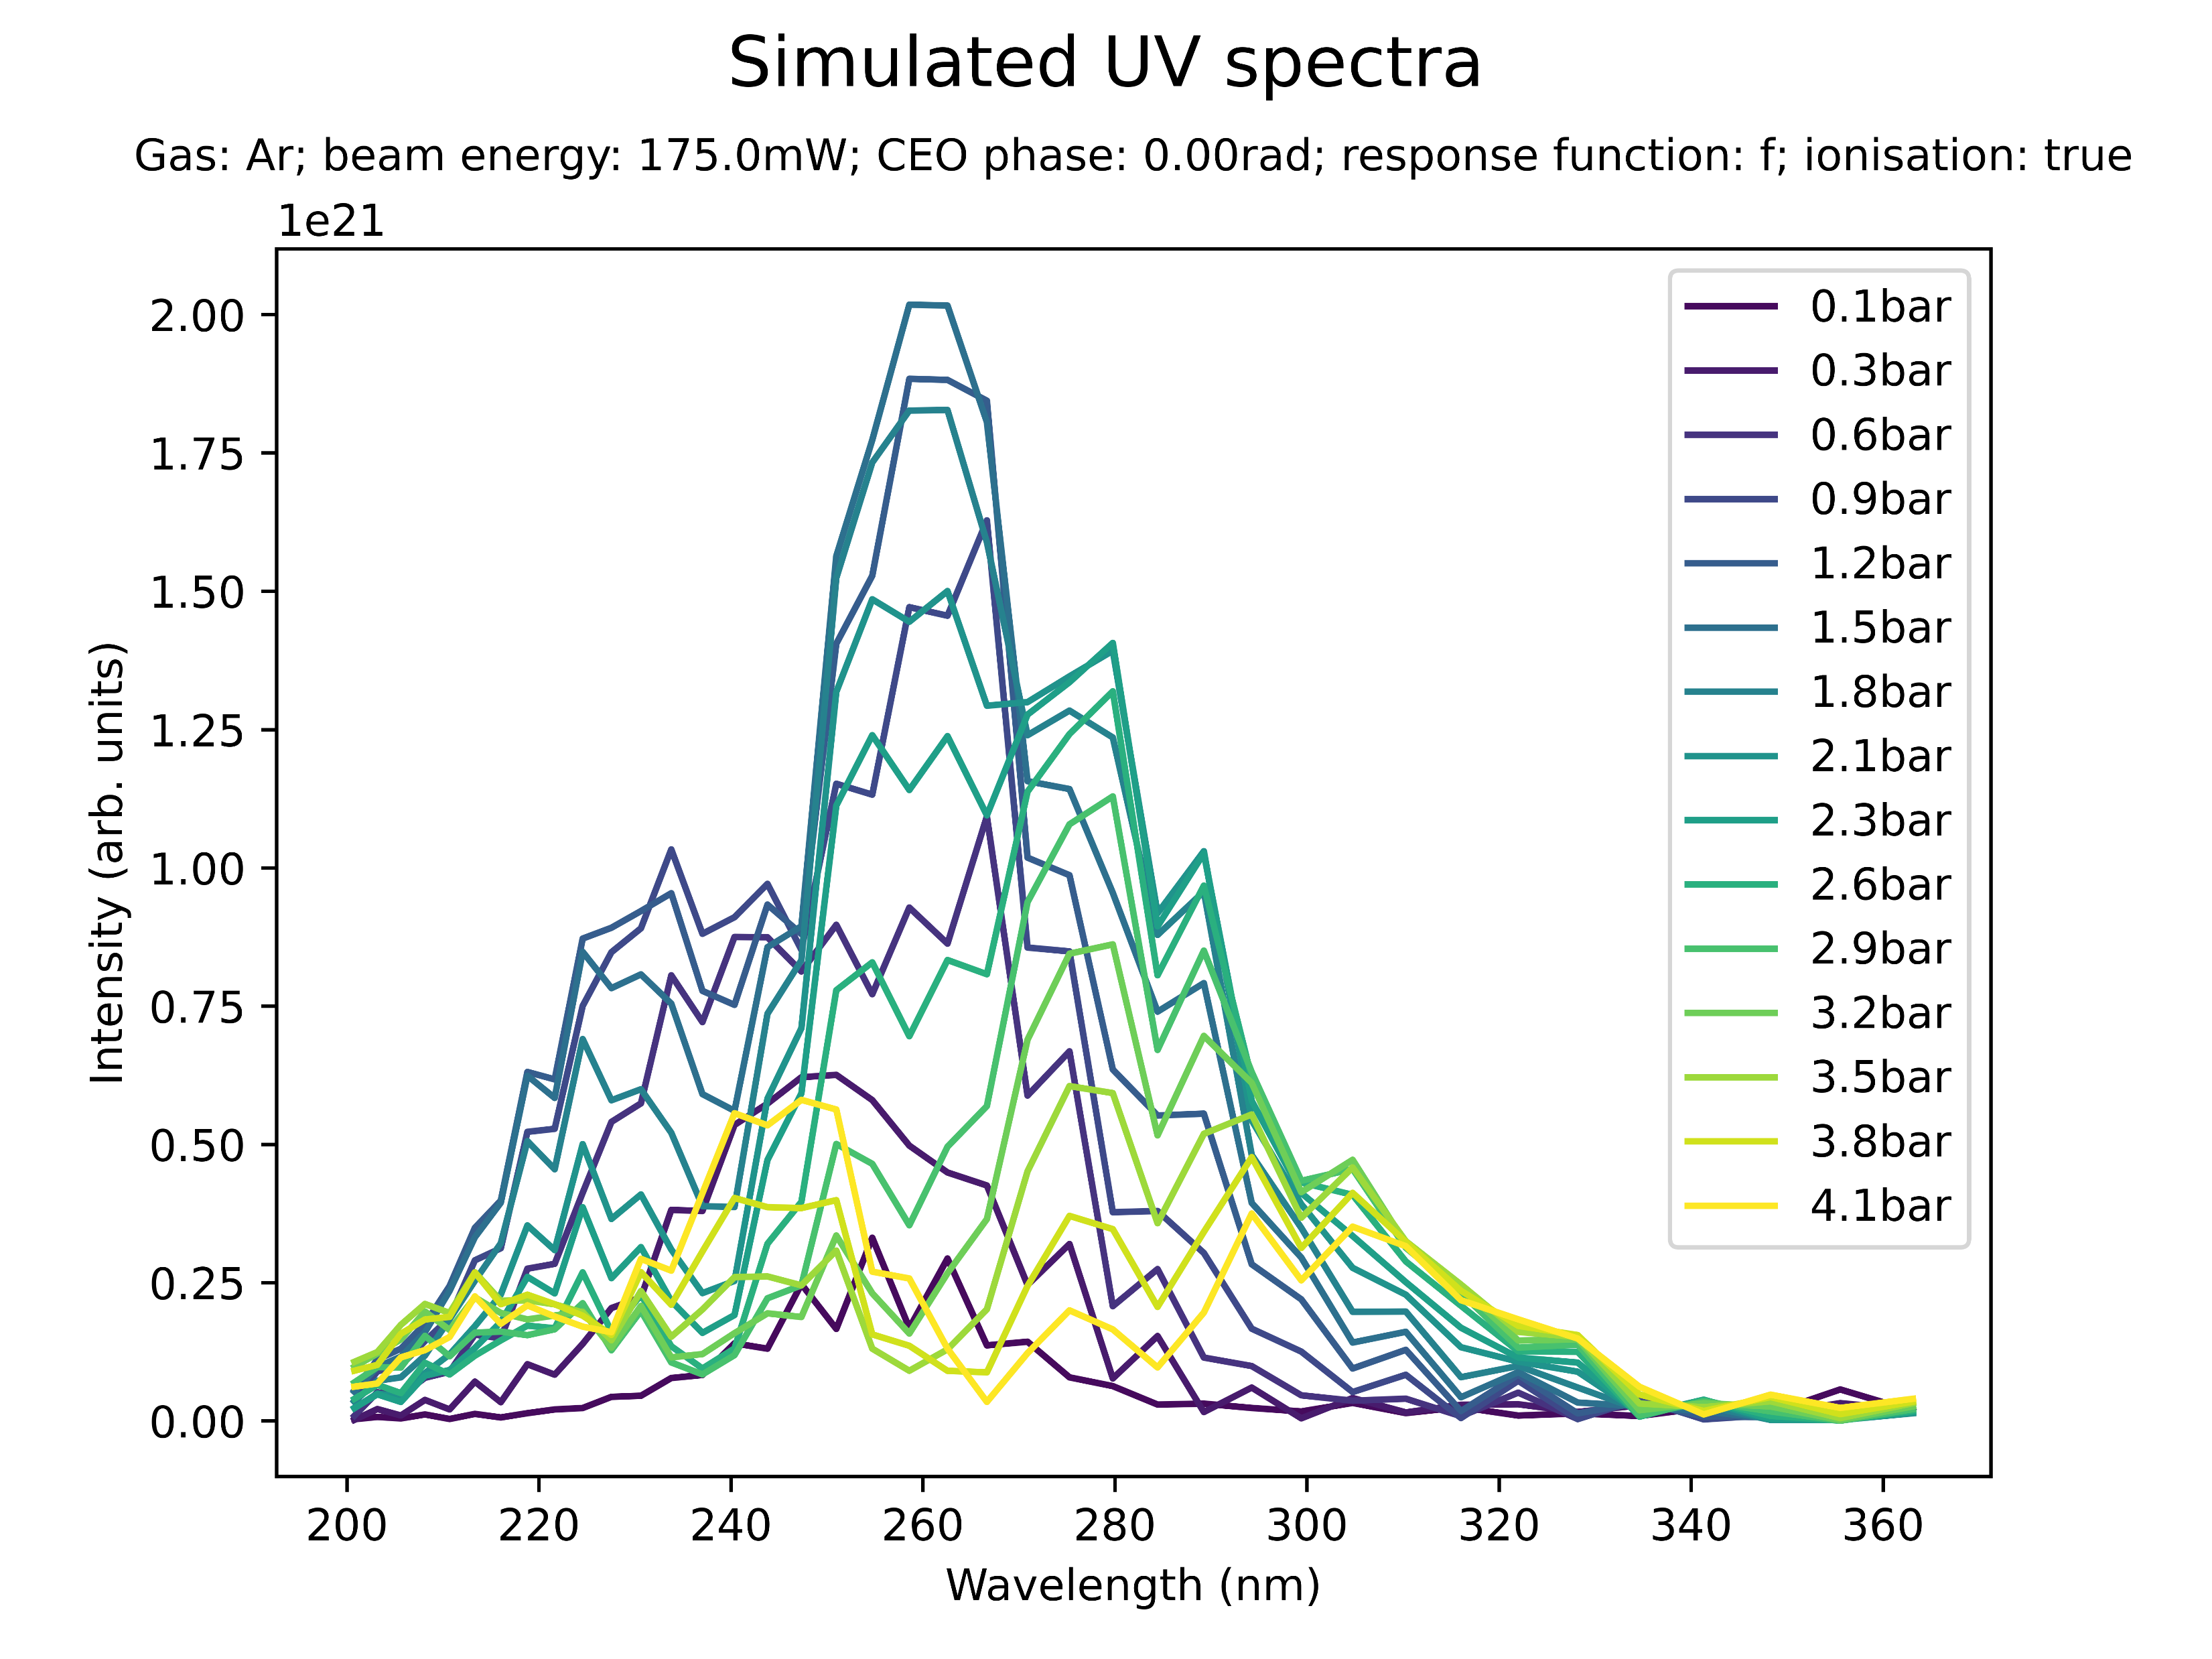 Simulated UV spectra
Gas: Ar; beam energy: 175.0mW; CEO phase: 0.00rad; response function: f; ionisation: true
1e21
2.00
1.75
1.50
1.25
1.00
0.75
0.50
0.25
0.00
Intensity (arb. units)
200 220 240 260 280 300 320 340 360
Wavelength (nm)
0.1bar
0.3bar
0.6bar
0.9bar
1.2bar
1.5bar
1.8bar
2.1bar
2.3bar
2.6bar
2.9bar
3.2bar
3.5bar
3.8bar
4.1bar